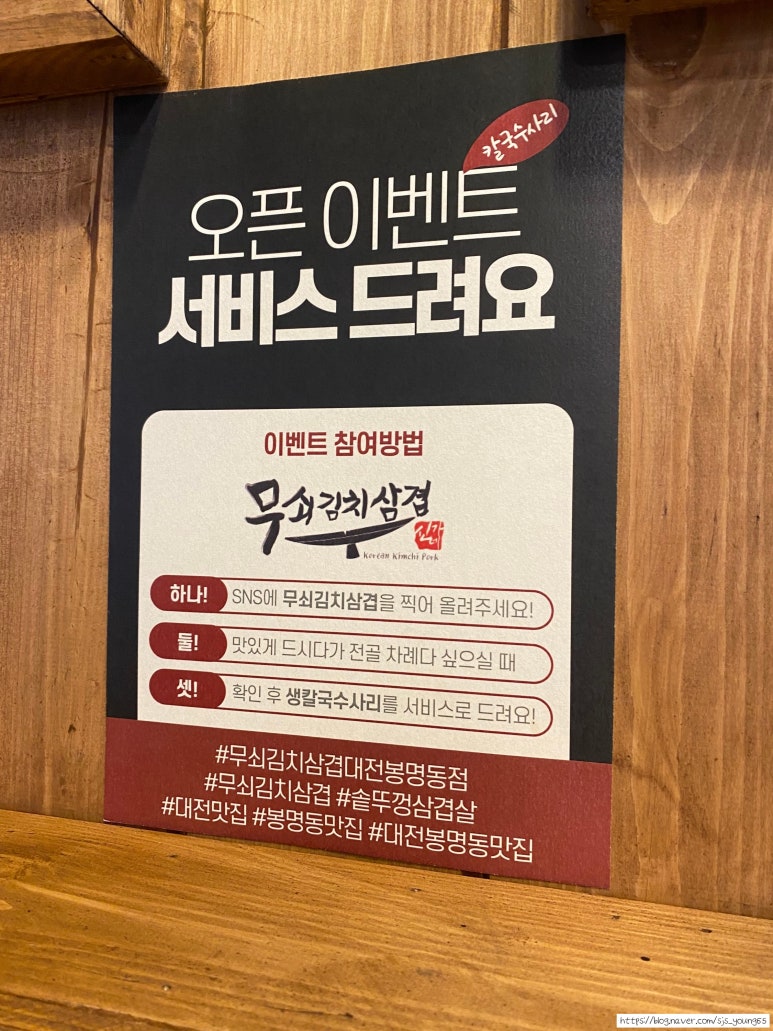 칼국수사리
오픈 이벤트
서비스 드려요
이벤트 참여방법
무쇠김치삼겹
Korean Kimchi Pork
하나! SNS에 무쇠김치삼겹을 찍어 올려주세요!
둘! 맛있게 드시다가 전골 차례다 싶으실 때
셋! 확인 후 생칼국수사리를 서비스로 드려요!
#무쇠김치삼겹대전봉명동점
#무쇠김치삼겹 #솥뚜껑삼겹살
#대전맛집 #봉명동맛집 #대전봉명동맛집
https://blog.naver.com/sjs_young65